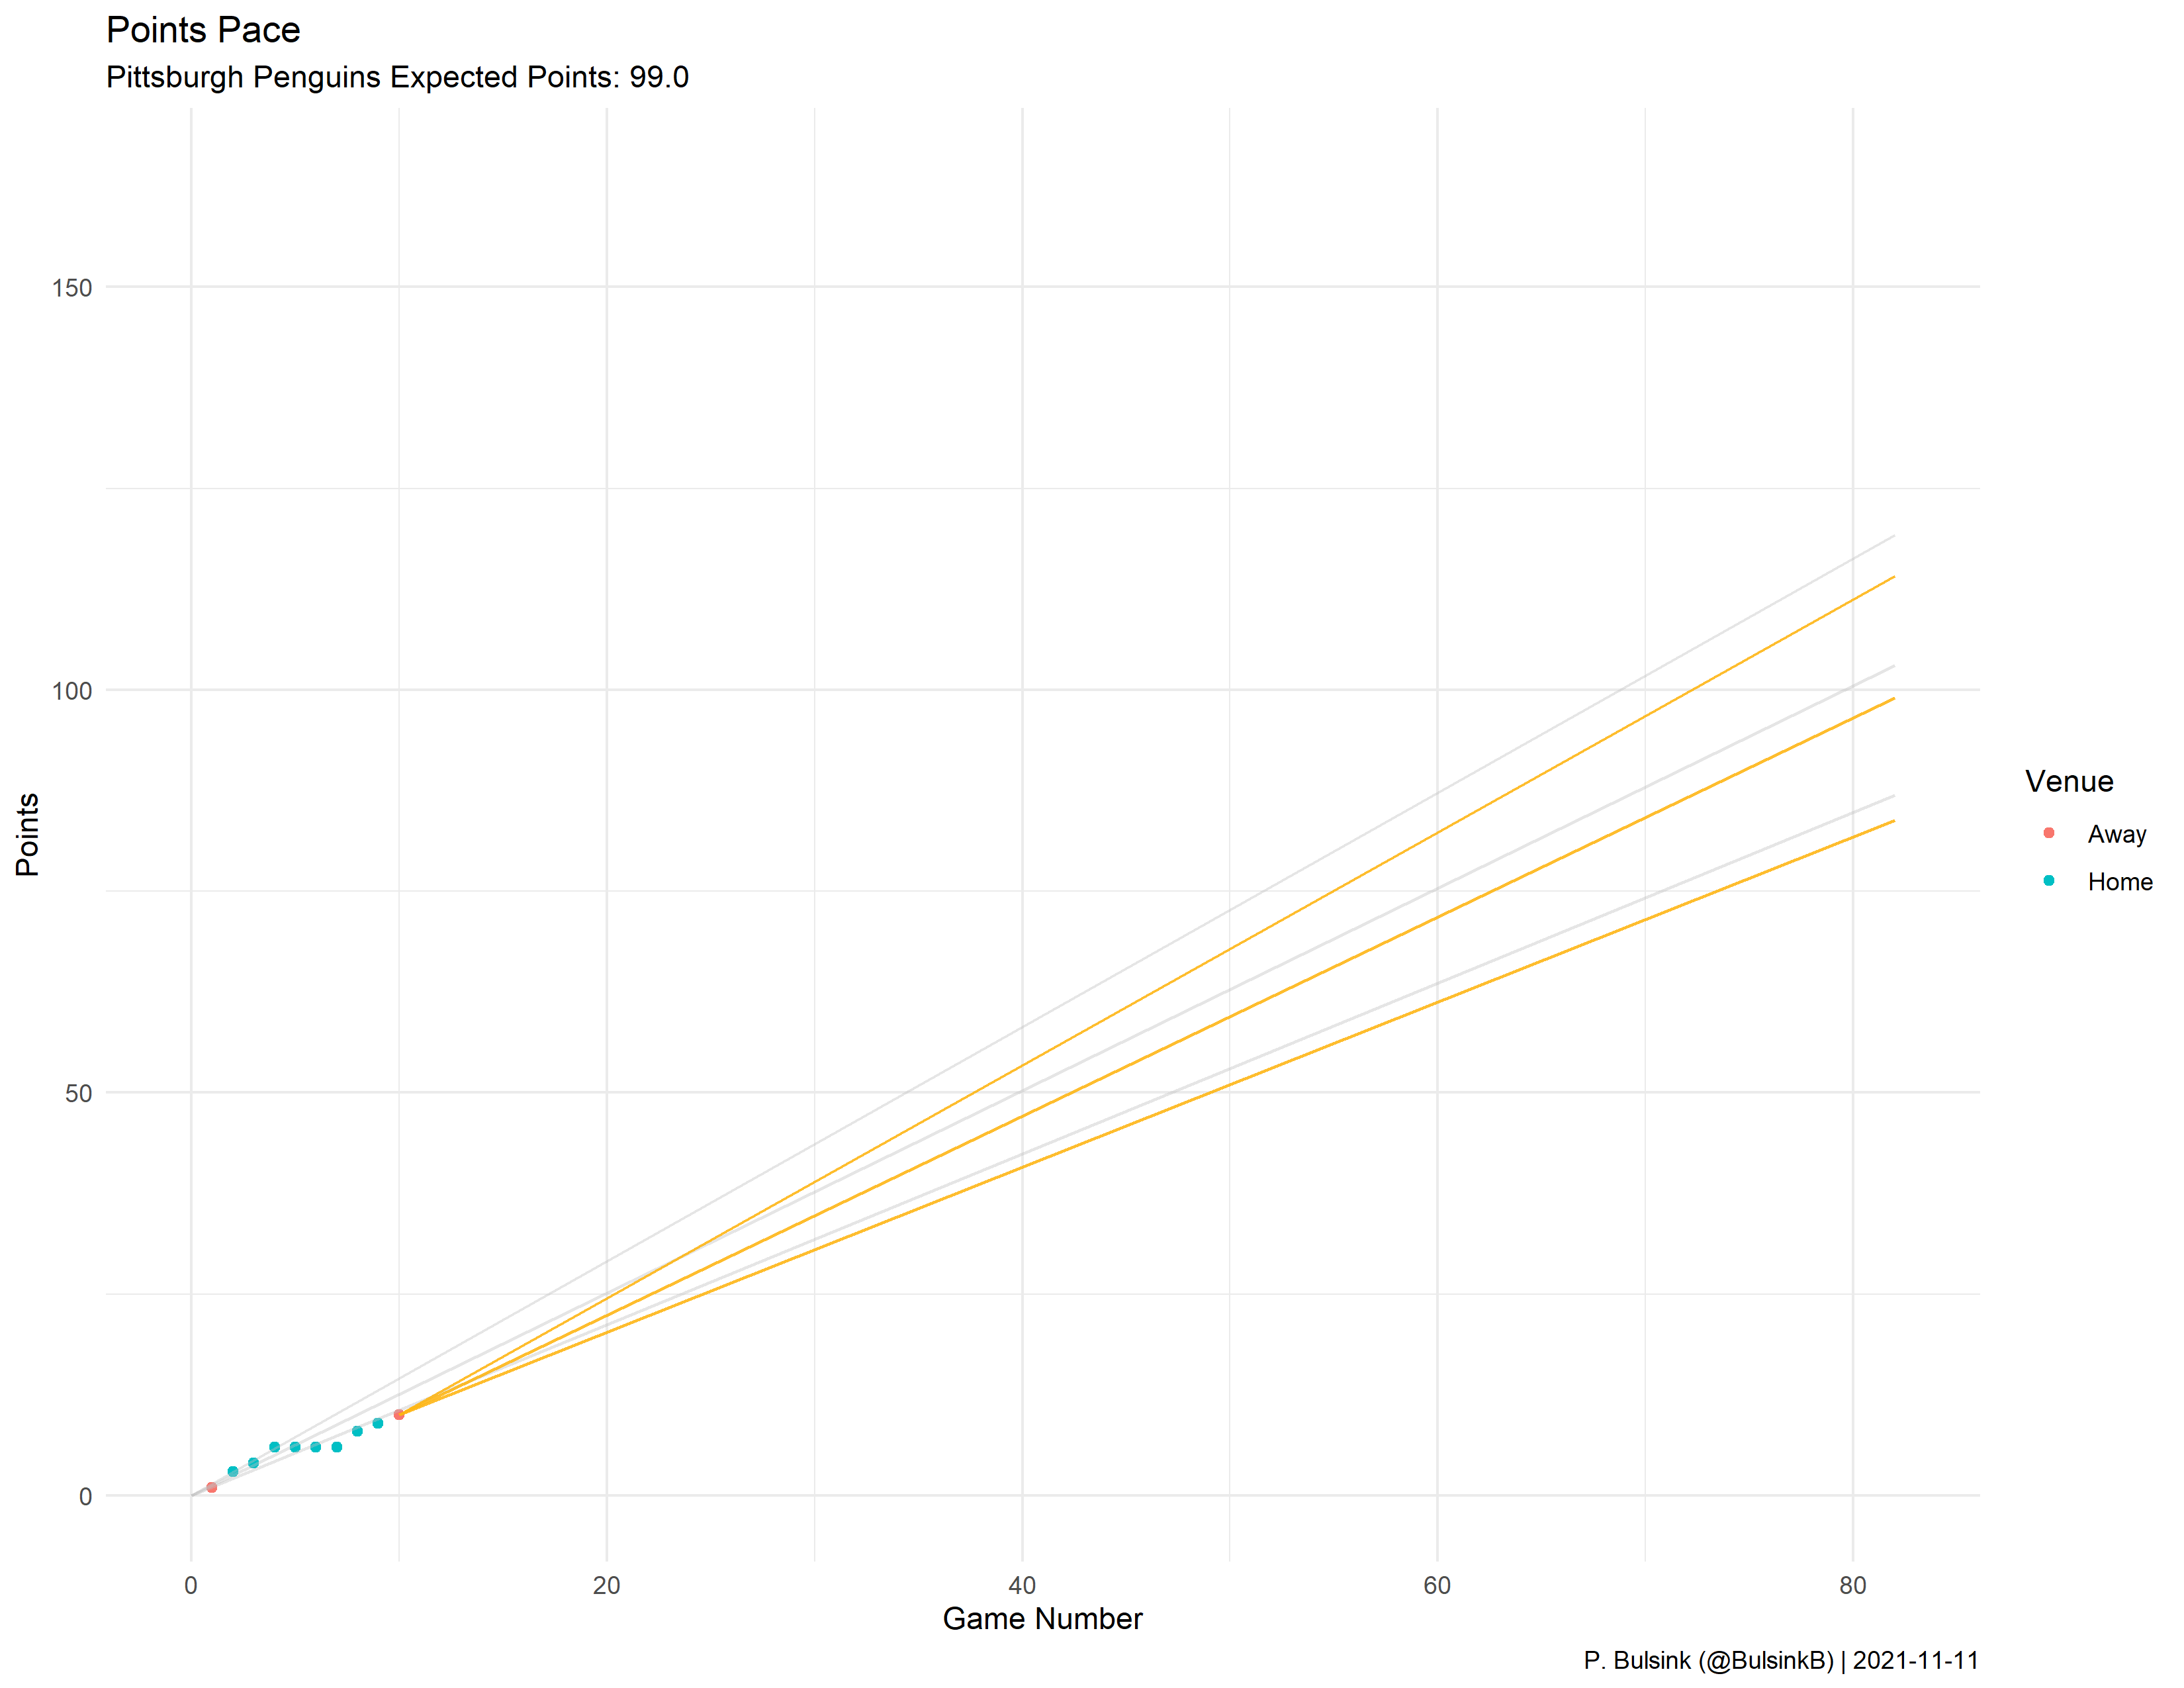 Points Pace
Pittsburgh Penguins Expected Points: 99.0
150
100
50
0
Points
0 20 40 60 80
Game Number
Venue
Away
Home
P. Bulsink (@BulsinkB) | 2021-11-11